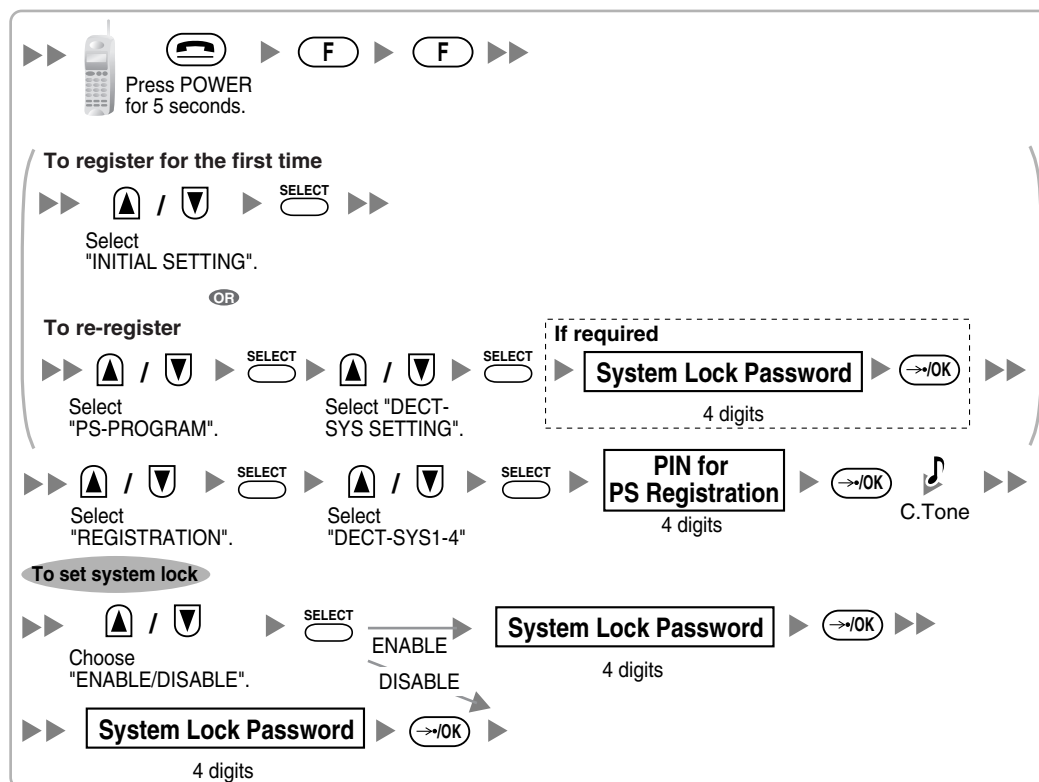 F F
Press POWER
for 5 seconds.
To register for the first time
/ SELECT
Select
"INITIAL SETTING".
OR
To re-register
If required
/ SELECT / SELECT System Lock Password →•/OK
Select
"PS-PROGRAM".
Select "DECT-
SYS SETTING".
4 digits
/ SELECT / SELECT PIN for
PS Registration →•/OK
Select
"REGISTRATION".
Select
"DECT-SYS1-4"
4 digits
C.Tone
To set system lock
/ SELECT ENABLE System Lock Password →•/OK
Choose
"ENABLE/DISABLE".
DISABLE
4 digits
System Lock Password →•/OK
4 digits